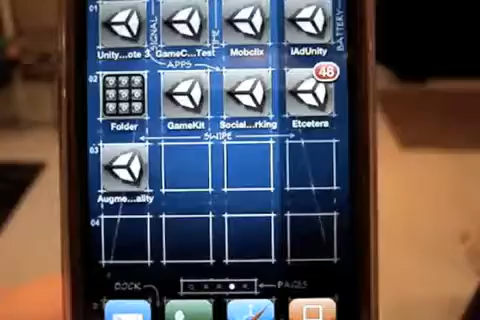 01
SIGNAL
BATTERY
Unity...ote 3
GameC...Test
Mobclix
iAdUnity
APPS
02
48
Folder
GameKit
Social...rking
Etcetera
SWIPE
03
Augme...ality
04
DOCK
PAGES